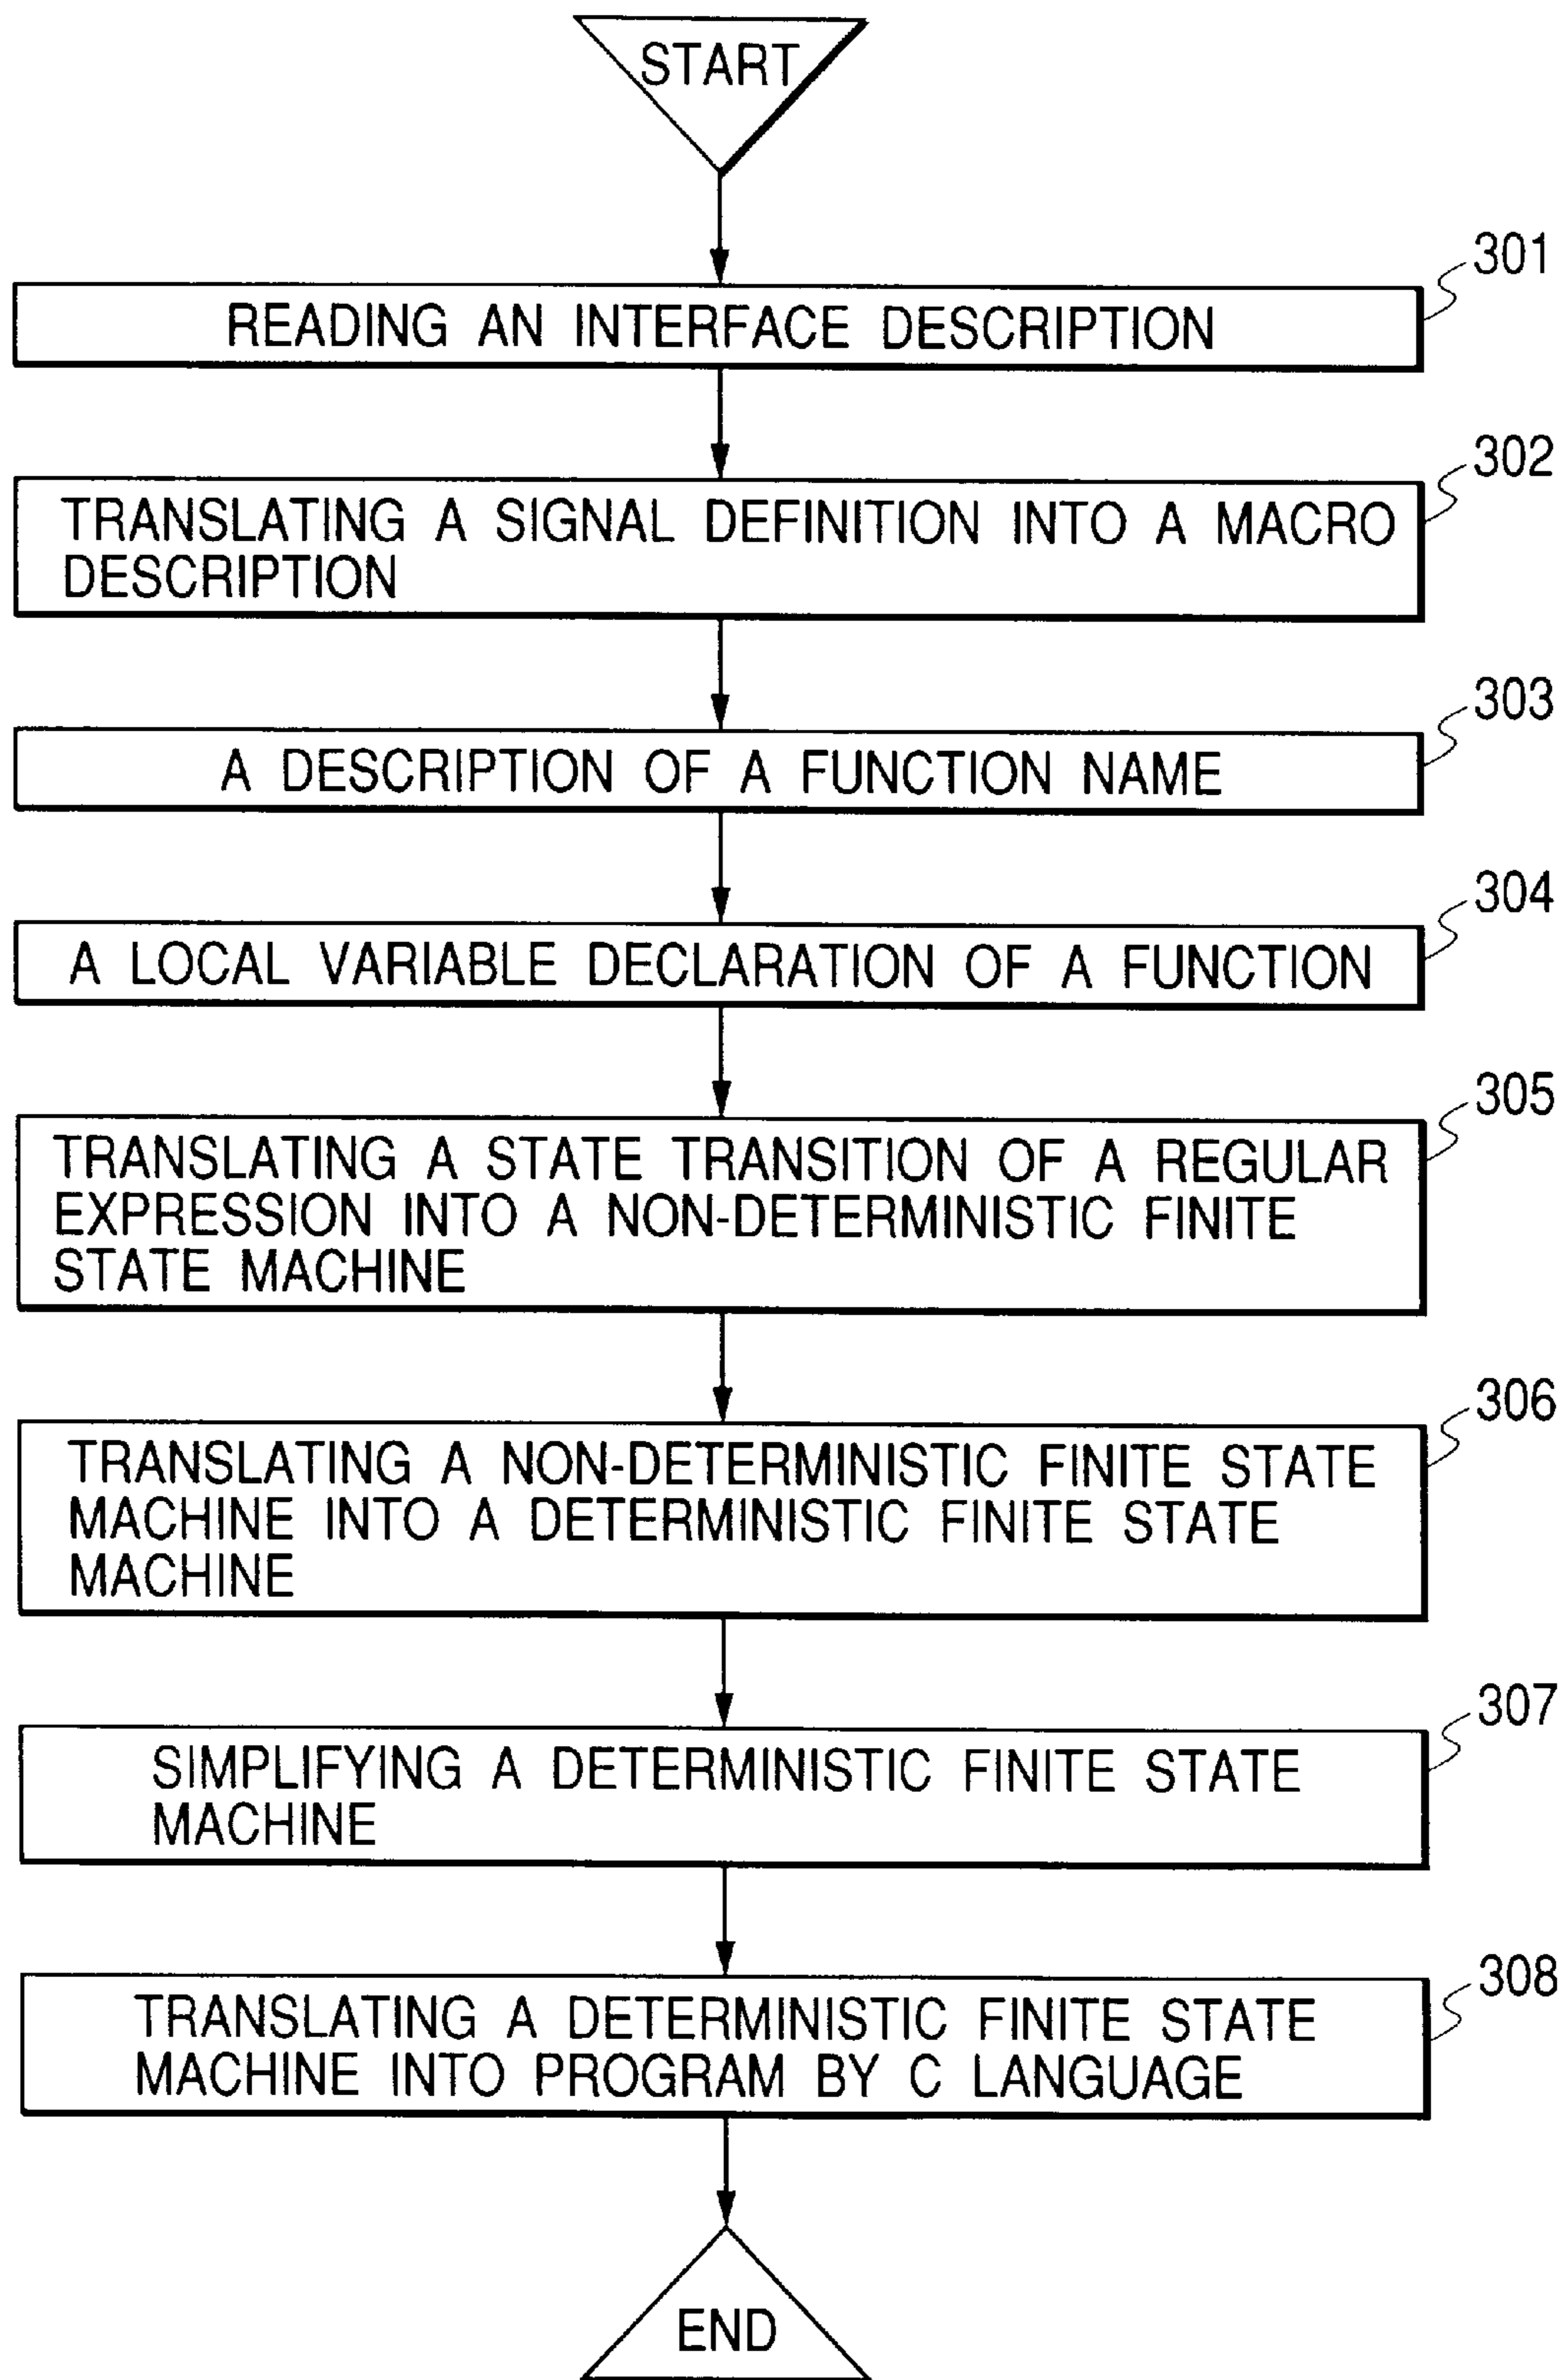 START
301
READING AN INTERFACE DESCRIPTION
302
TRANSLATING A SIGNAL DEFINITION INTO A MACRO
DESCRIPTION
303
A DESCRIPTION OF A FUNCTION NAME
304
A LOCAL VARIABLE DECLARATION OF A FUNCTION
305
TRANSLATING A STATE TRANSITION OF A REGULAR
EXPRESSION INTO A NON-DETERMINISTIC FINITE
STATE MACHINE
306
TRANSLATING A NON-DETERMINISTIC FINITE STATE
MACHINE INTO A DETERMINISTIC FINITE STATE
MACHINE
307
SIMPLIFYING A DETERMINISTIC FINITE STATE
MACHINE
308
TRANSLATING A DETERMINISTIC FINITE STATE
MACHINE INTO PROGRAM BY C LANGUAGE
END